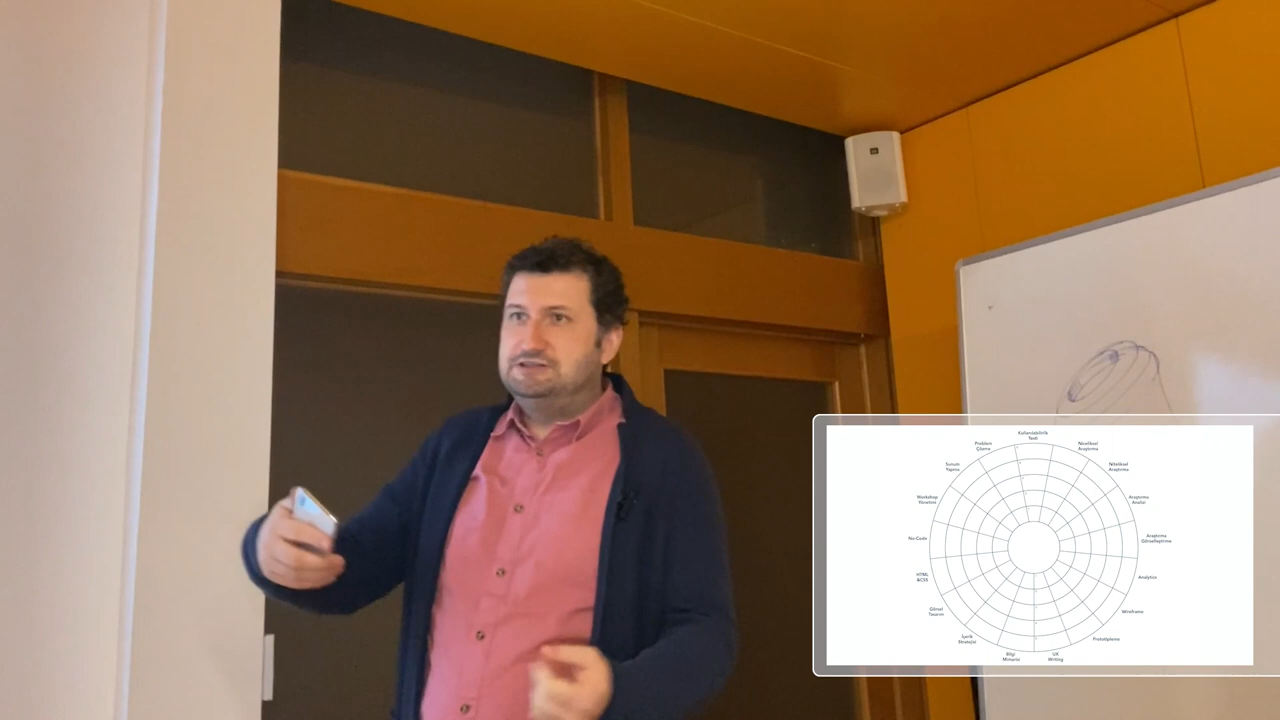 Kullanılabilirlik
Testi
Niceliksel
Araştırma
Niteliksel
Araştırma
Araştırma
Analizi
Araştırma
Görselleştirme
Analytics
Wireframe
Prototipleme
UX
Writing
Bilgi
Mimarisi
İçerik
Stratejisi
Görsel
Tasarım
HTML
&CSS
No-Code
Workshop
Yönetimi
Sunum
Yapma
Problem
Çözme